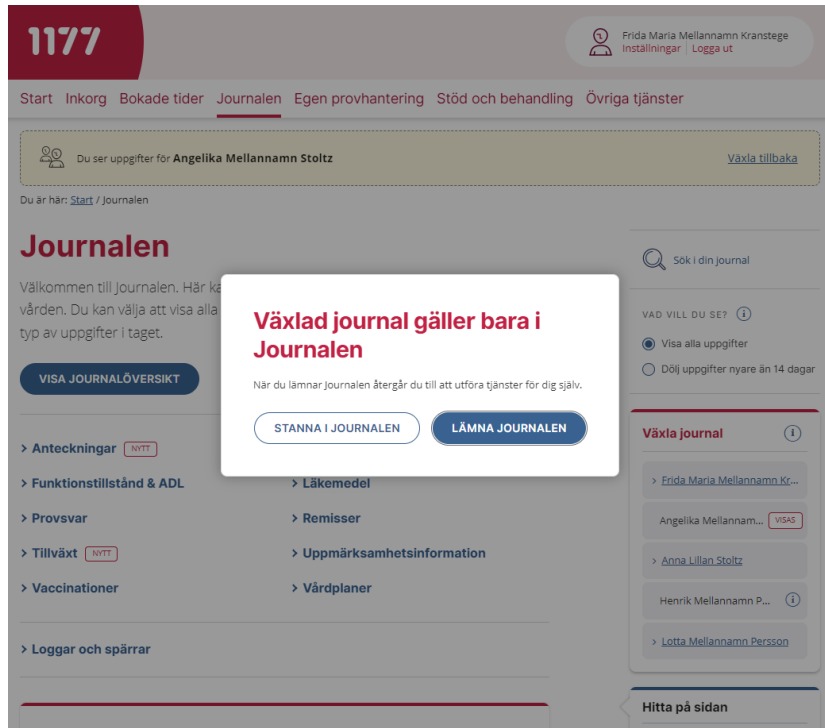 1177
Frida Maria Mellannamn Kranstege
Inställningar | Logga ut
Start Inkorg Bokade tider Journalen Egen provhantering Stöd och behandling Övriga tjänster
Du ser uppgifter för Angelika Mellannamn Stoltz
Växla tillbaka
Du är här: Start / Journalen
Journalen
Välkommen till Journalen. Här ka
vården. Du kan välja att visa alla
typ av uppgifter i taget.
VISA JOURNALÖVERSIKT
> Anteckningar NYTT
> Funktionstillstånd & ADL
> Läkemedel
> Provsvar
> Remisser
> Tillväxt NYTT
> Uppmärksamhetsinformation
> Vaccinationer
> Vårdplaner
> Loggar och spärrar
Växlad journal gäller bara i
Journalen
När du lämnar Journalen återgår du till att utföra tjänster för dig själv.
STANNA I JOURNALEN
LÄMNA JOURNALEN
Sök i din journal
VAD VILL DU SE? i
Visa alla uppgifter
Dölj uppgifter nyare än 14 dagar
Växla journal i
> Frida Maria Mellannamn Kr...
Angelika Mellannam... VISAS
> Anna Lillan Stoltz
Henrik Mellannamn P... i
> Lotta Mellannamn Persson
Hitta på sidan